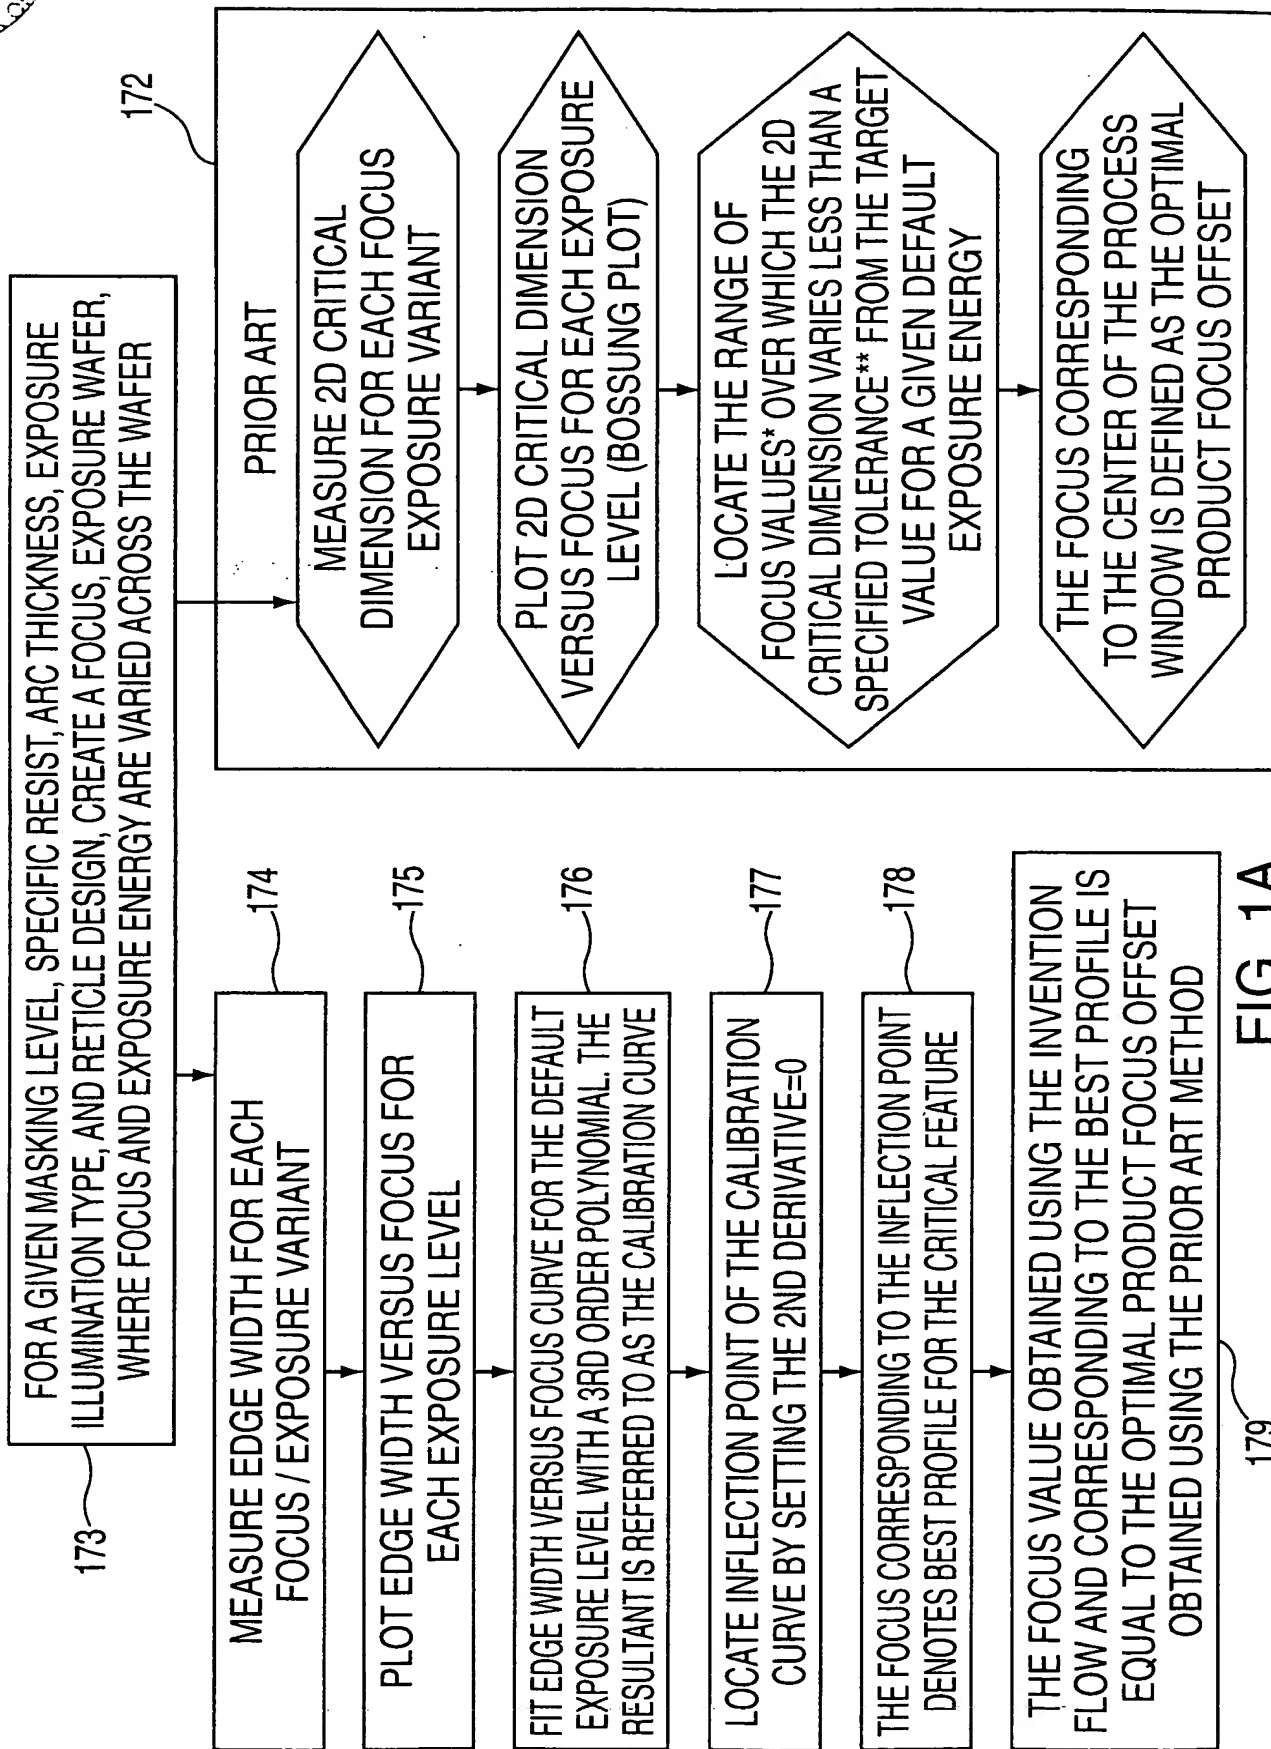 FOR A GIVEN MASKING LEVEL, SPECIFIC RESIST, ARC THICKNESS, EXPOSURE
ILLUMINATION TYPE, AND RETICLE DESIGN, CREATE A FOCUS, EXPOSURE WAFER,
WHERE FOCUS AND EXPOSURE ENERGY ARE VARIED ACROSS THE WAFER
173
MEASURE EDGE WIDTH FOR EACH
FOCUS / EXPOSURE VARIANT
174
PLOT EDGE WIDTH VERSUS FOCUS FOR
EACH EXPOSURE LEVEL
175
FIT EDGE WIDTH VERSUS FOCUS CURVE FOR THE DEFAULT
EXPOSURE LEVEL WITH A 3RD ORDER POLYNOMIAL. THE
RESULTANT IS REFERRED TO AS THE CALIBRATION CURVE
176
LOCATE INFLECTION POINT OF THE CALIBRATION
CURVE BY SETTING THE 2ND DERIVATIVE=0
177
THE FOCUS CORRESPONDING TO THE INFLECTION POINT
DENOTES BEST PROFILE FOR THE CRITICAL FEATURE
178
THE FOCUS VALUE OBTAINED USING THE INVENTION
FLOW AND CORRESPONDING TO THE BEST PROFILE IS
EQUAL TO THE OPTIMAL PRODUCT FOCUS OFFSET
OBTAINED USING THE PRIOR ART METHOD
179
172
PRIOR ART
MEASURE 2D CRITICAL
DIMENSION FOR EACH FOCUS
EXPOSURE VARIANT
PLOT 2D CRITICAL DIMENSION
VERSUS FOCUS FOR EACH EXPOSURE
LEVEL (BOSSUNG PLOT)
LOCATE THE RANGE OF
FOCUS VALUES* OVER WHICH THE 2D
CRITICAL DIMENSION VARIES LESS THAN A
SPECIFIED TOLERANCE** FROM THE TARGET
VALUE FOR A GIVEN DEFAULT
EXPOSURE ENERGY
THE FOCUS CORRESPONDING
TO THE CENTER OF THE PROCESS
WINDOW IS DEFINED AS THE OPTIMAL
PRODUCT FOCUS OFFSET
FIG. 1A